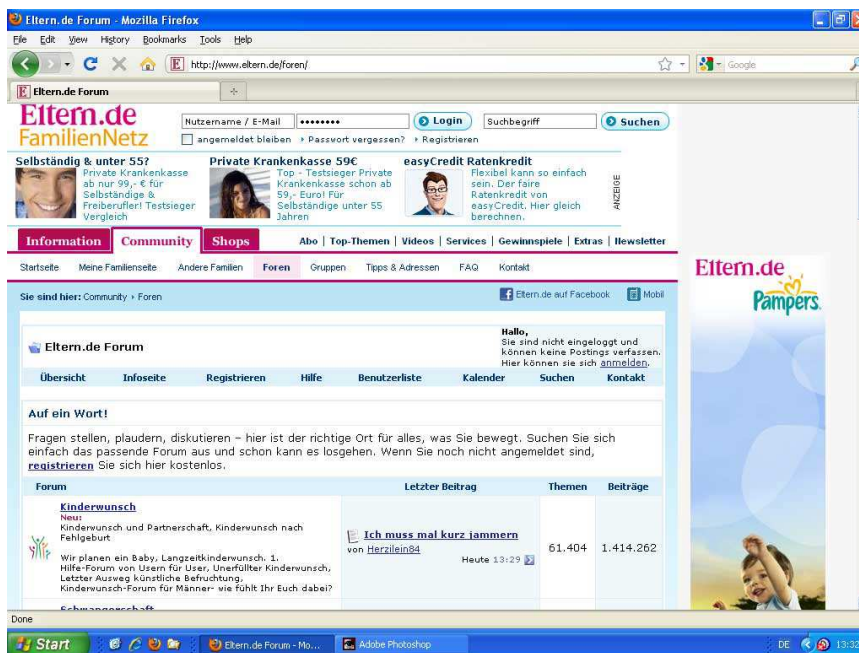 Eltern.de Forum - Mozilla Firefox
File Edit View History Bookmarks Tools Help
http://www.eltern.de/foren/
Google
Eltern.de Forum
Eltern.de
FamilienNetz
Nutzername / E-Mail •••••••• Login Suchbegriff Suchen
angemeldet bleiben Passwort vergessen? Registrieren
Selbständig & unter 55?
Private Krankenkasse
ab nur 99,- € für
Selbständige &
Freiberufler! Testsieger
Vergleich
Private Krankenkasse 59€
Top - Testsieger Private
Krankenkasse schon ab
59,- Euro! Für
Selbständige unter 55
Jahren
easyCredit Ratenkredit
Flexibel kann so einfach
sein. Der faire
Ratenkredit von
easyCredit. Hier gleich
berechnen.
ANZEIGE
Information Community Shops Abo | Top-Themen | Videos | Services | Gewinnspiele | Extras | Newsletter
Startseite Meine Familienseite Andere Familien Foren Gruppen Tipps & Adressen FAQ Kontakt
Sie sind hier: Community › Foren Eltern.de auf Facebook Mobil
Eltern.de
Pampers
Eltern.de Forum
Hallo,
Sie sind nicht eingeloggt und
können keine Postings verfassen.
Hier können sie sich anmelden.
Übersicht Infoseite Registrieren Hilfe Benutzerliste Kalender Suchen Kontakt
Auf ein Wort!
Fragen stellen, plaudern, diskutieren – hier ist der richtige Ort für alles, was Sie bewegt. Suchen Sie sich
einfach das passende Forum aus und schon kann es losgehen. Wenn Sie noch nicht angemeldet sind,
registrieren Sie sich hier kostenlos.
Forum Letzter Beitrag Themen Beiträge
Kinderwunsch
Neu:
Kinderwunsch und Partnerschaft, Kinderwunsch nach
Fehlgeburt
Wir planen ein Baby, Langzeitkinderwunsch. 1.
Hilfe-Forum von Usern für User, Unerfüllter Kinderwunsch,
Letzter Ausweg künstliche Befruchtung,
Kinderwunsch-Forum für Männer- wie fühlt Ihr Euch dabei?
Ich muss mal kurz jammern
von Herzilein84
Heute 13:29
61.404 1.414.262
Schwangerschaft
Done
Start Eltern.de Forum - Mo... Adobe Photoshop DE 13:32